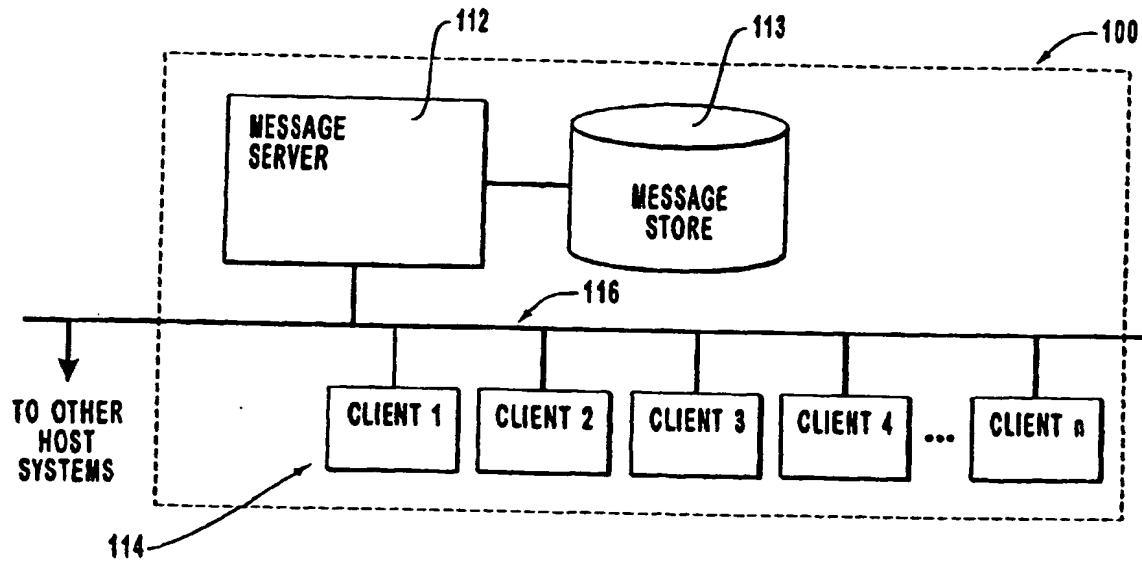 112
113
100
MESSAGE
SERVER
MESSAGE
STORE
116
TO OTHER
HOST
SYSTEMS
CLIENT 1
CLIENT 2
CLIENT 3
CLIENT 4
...
CLIENT n
114